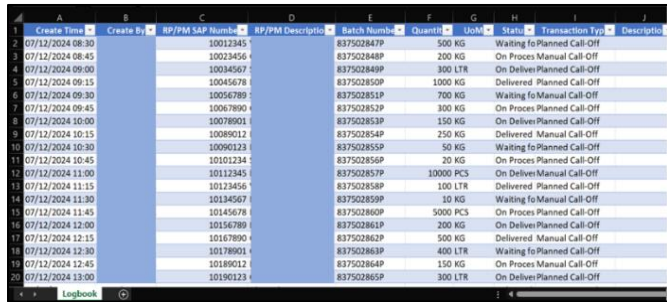 A B C D E F G H I J
1 Create Time Create By RP/PM SAP Numbe RP/PM Descriptio Batch Numbe Quantit UoM Statu Transaction Typ Descriptio
2 07/12/2024 08:30 10012345 837502847P 500 KG Waiting fo Planned Call-Off
3 07/12/2024 08:45 10023456 837502848P 200 KG On Proces Manual Call-Off
4 07/12/2024 09:00 10034567 837502849P 300 LTR On Deliver Planned Call-Off
5 07/12/2024 09:15 10045678 837502850P 1000 KG Delivered Planned Call-Off
6 07/12/2024 09:30 10056789 837502851P 700 KG Waiting fo Manual Call-Off
7 07/12/2024 09:45 10067890 837502852P 300 KG On Proces Planned Call-Off
8 07/12/2024 10:00 10078901 837502853P 150 KG On Deliver Planned Call-Off
9 07/12/2024 10:15 10089012 837502854P 250 KG Delivered Manual Call-Off
10 07/12/2024 10:30 10090123 837502855P 50 KG Waiting fo Planned Call-Off
11 07/12/2024 10:45 10101234 837502856P 20 KG On Proces Planned Call-Off
12 07/12/2024 11:00 10112345 837502857P 10000 PCS On Deliver Manual Call-Off
13 07/12/2024 11:15 10123456 837502858P 100 LTR Delivered Planned Call-Off
14 07/12/2024 11:30 10134567 837502859P 10 KG Waiting fo Manual Call-Off
15 07/12/2024 11:45 10145678 837502860P 5000 PCS On Proces Planned Call-Off
16 07/12/2024 12:00 10156789 837502861P 200 KG On Deliver Planned Call-Off
17 07/12/2024 12:15 10167890 837502862P 500 KG Delivered Manual Call-Off
18 07/12/2024 12:30 10178901 837502863P 400 LTR Waiting fo Planned Call-Off
19 07/12/2024 12:45 10189012 837502864P 150 KG On Proces Manual Call-Off
20 07/12/2024 13:00 10190123 837502865P 300 LTR On Deliver Planned Call-Off
Logbook